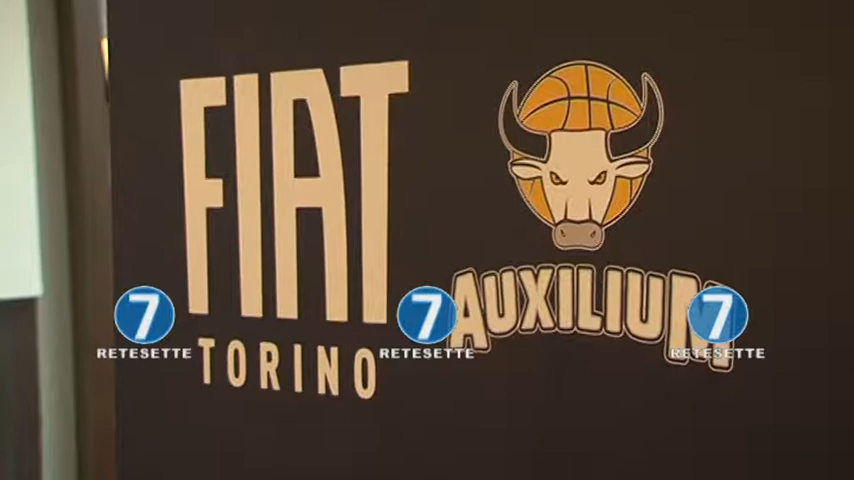 FIAT
TORINO
AUXILIUM
7
RETESETTE
7
RETESETTE
7
RETESETTE